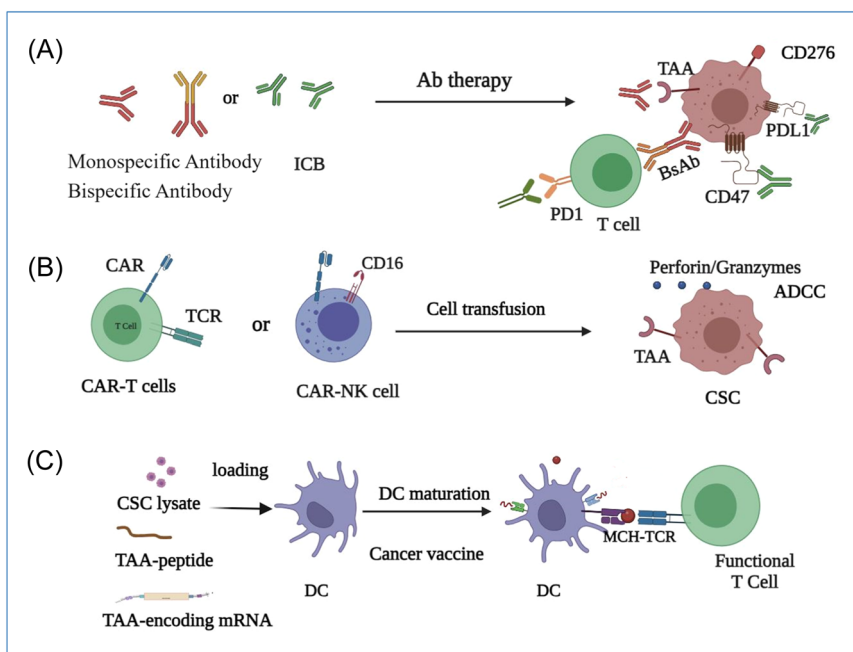 (A)
Monospecific Antibody
Bispecific Antibody
or
ICB
Ab therapy
TAA
CD276
PDL1
BsAb
CD47
PD1
T cell
(B)
CAR
TCR
T Cell
CAR-T cells
or
CD16
CAR-NK cell
Cell transfusion
Perforin/Granzymes
ADCC
TAA
CSC
(C)
CSC lysate
TAA-peptide
TAA-encoding mRNA
loading
DC
DC maturation
Cancer vaccine
DC
MCH-TCR
Functional
T Cell